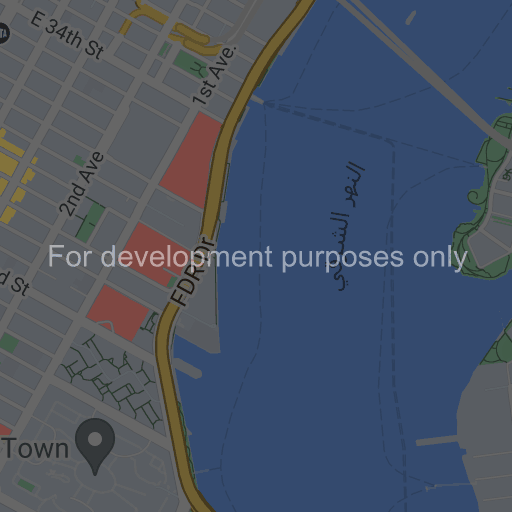 E 34th St
1st Ave.
2nd Ave
النهر الشرقي
For development purposes only
FDR Dr
d St
Town